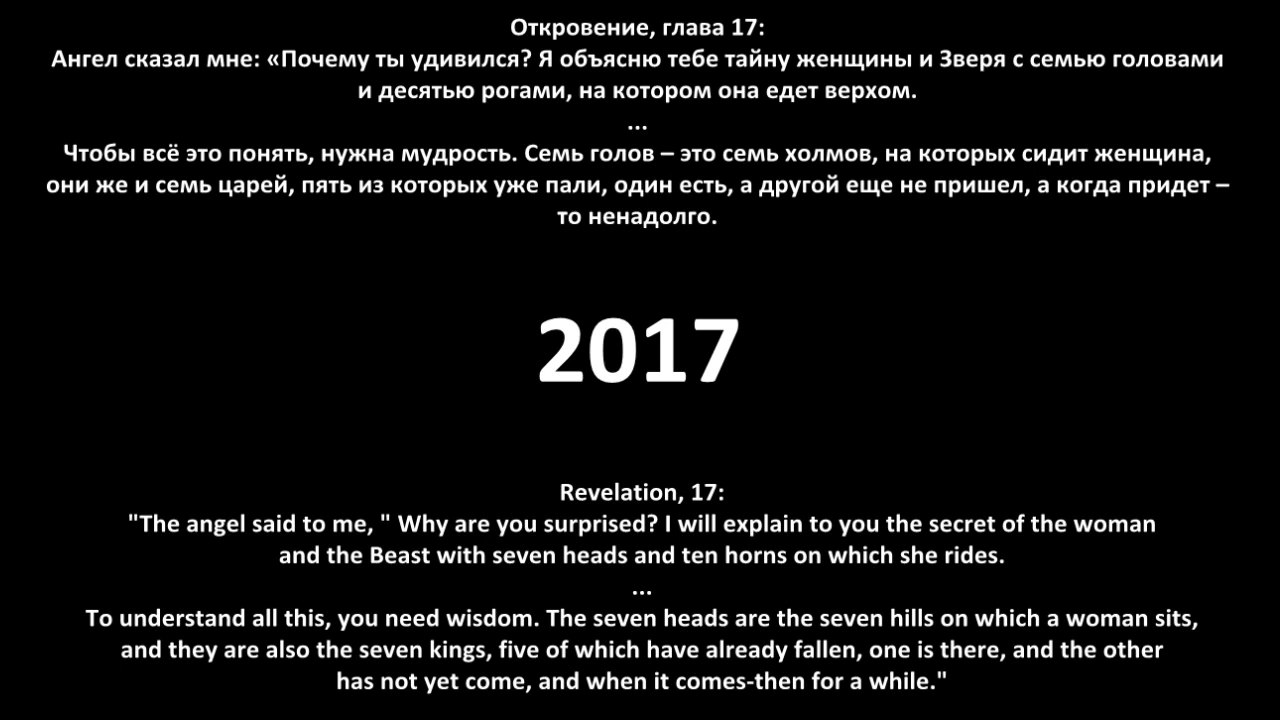 Откровение, глава 17:
Ангел сказал мне: «Почему ты удивился? Я объясню тебе тайну женщины и Зверя с семью головами
и десятью рогами, на котором она едет верхом.
...
Чтобы всё это понять, нужна мудрость. Семь голов – это семь холмов, на которых сидит женщина,
они же и семь царей, пять из которых уже пали, один есть, а другой еще не пришел, а когда придет –
то ненадолго.
2017
Revelation, 17:
"The angel said to me, " Why are you surprised? I will explain to you the secret of the woman
and the Beast with seven heads and ten horns on which she rides.
...
To understand all this, you need wisdom. The seven heads are the seven hills on which a woman sits,
and they are also the seven kings, five of which have already fallen, one is there, and the other
has not yet come, and when it comes-then for a while."